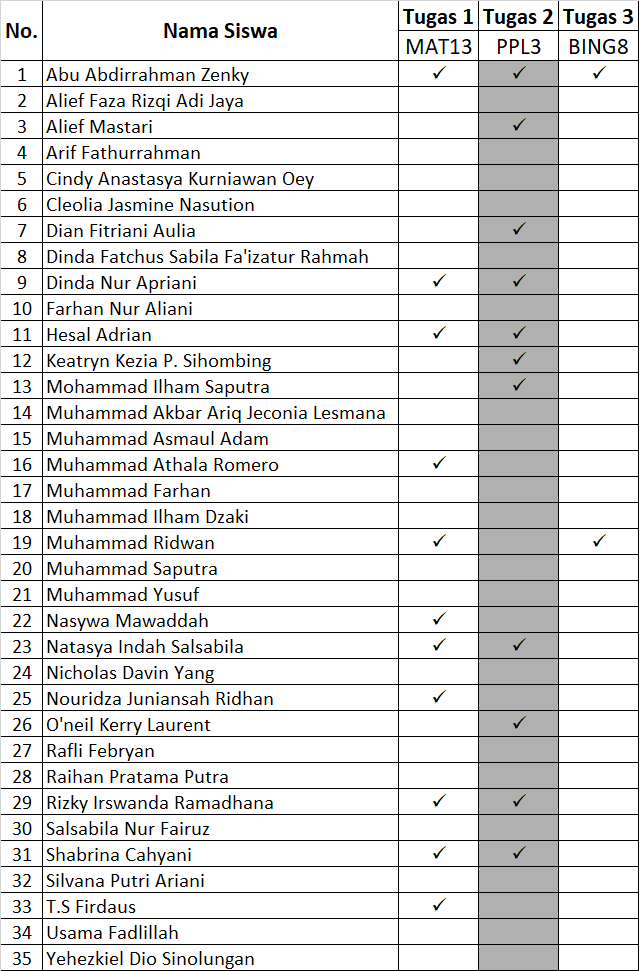 No. Nama Siswa Tugas 1 Tugas 2 Tugas 3
MAT13 PPL3 BING8
1 Abu Abdirrahman Zenky ✓ ✓ ✓
2 Alief Faza Rizqi Adi Jaya
3 Alief Mastari ✓
4 Arif Fathurrahman
5 Cindy Anastasya Kurniawan Oey
6 Cleolia Jasmine Nasution
7 Dian Fitriani Aulia ✓
8 Dinda Fatchus Sabila Fa'izatur Rahmah
9 Dinda Nur Apriani ✓ ✓
10 Farhan Nur Aliani
11 Hesal Adrian ✓ ✓
12 Keatryn Kezia P. Sihombing ✓
13 Mohammad Ilham Saputra ✓
14 Muhammad Akbar Ariq Jeconia Lesmana
15 Muhammad Asmaul Adam
16 Muhammad Athala Romero ✓
17 Muhammad Farhan
18 Muhammad Ilham Dzaki
19 Muhammad Ridwan ✓ ✓
20 Muhammad Saputra
21 Muhammad Yusuf
22 Nasywa Mawaddah ✓
23 Natasya Indah Salsabila ✓ ✓
24 Nicholas Davin Yang
25 Nouridza Juniansah Ridhan ✓
26 O'neil Kerry Laurent ✓
27 Rafli Febryan
28 Raihan Pratama Putra
29 Rizky Irswanda Ramadhana ✓ ✓
30 Salsabila Nur Fairuz
31 Shabrina Cahyani ✓ ✓
32 Silvana Putri Ariani
33 T.S Firdaus ✓
34 Usama Fadlillah
35 Yehezkiel Dio Sinolungan